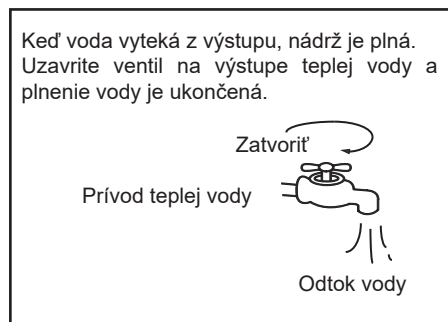 Keď voda vyteká z výstupu, nádrž je plná.
Uzavrite ventil na výstupe teplej vody a
plnenie vody je ukončená.
Zatvoriť
Prívod teplej vody
Odtok vody